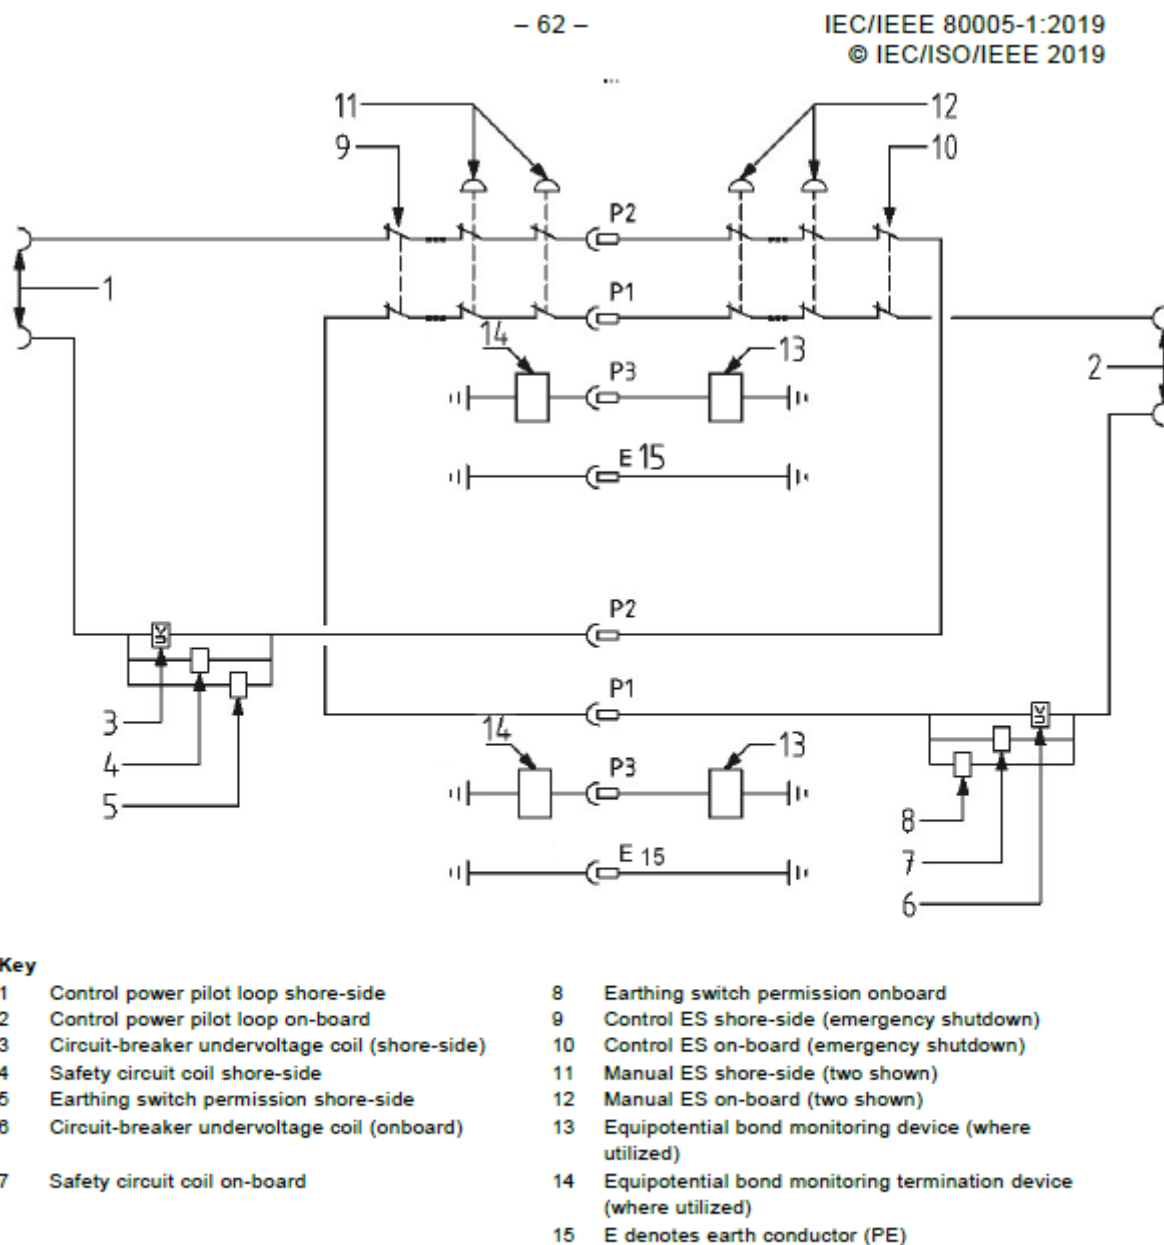 – 62 –
IEC/IEEE 80005-1:2019
© IEC/ISO/IEEE 2019
11
12
9
10
P2
1
P1
14
13
P3
2
E 15
P2
P1
3
14
13
4
P3
5
8
E 15
7
6
Key
1 Control power pilot loop shore-side
2 Control power pilot loop on-board
3 Circuit-breaker undervoltage coil (shore-side)
4 Safety circuit coil shore-side
5 Earthing switch permission shore-side
6 Circuit-breaker undervoltage coil (onboard)
7 Safety circuit coil on-board
8 Earthing switch permission onboard
9 Control ES shore-side (emergency shutdown)
10 Control ES on-board (emergency shutdown)
11 Manual ES shore-side (two shown)
12 Manual ES on-board (two shown)
13 Equipotential bond monitoring device (where
utilized)
14 Equipotential bond monitoring termination device
(where utilized)
15 E denotes earth conductor (PE)